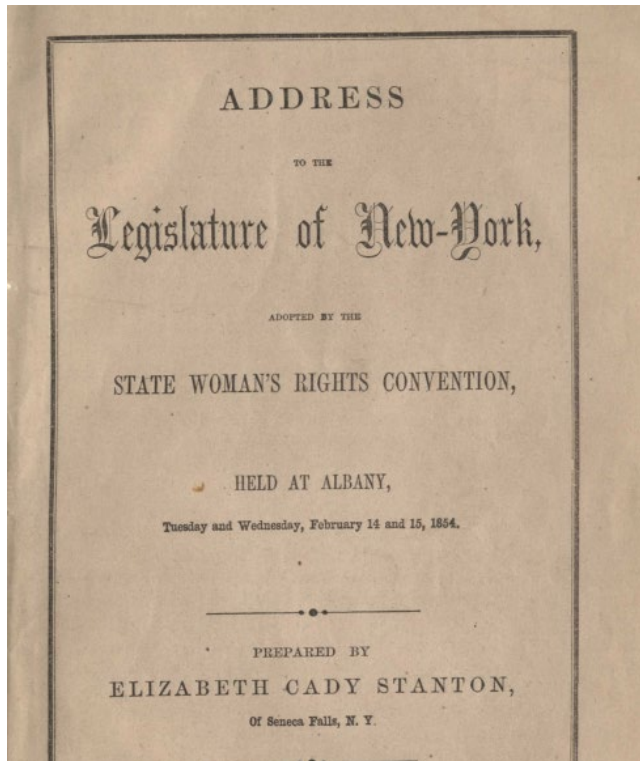 ADDRESS
TO THE
Legislature of New-York,
ADOPTED BY THE
STATE WOMAN'S RIGHTS CONVENTION,
HELD AT ALBANY,
Tuesday and Wednesday, February 14 and 15, 1854.
PREPARED BY
ELIZABETH CADY STANTON,
Of Seneca Falls, N. Y.